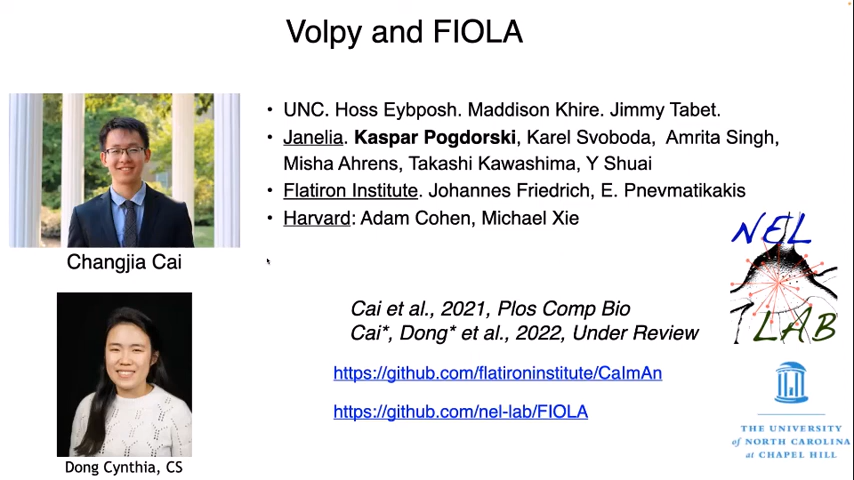 Volpy and FIOLA
• UNC. Hoss Eybposh. Maddison Khire. Jimmy Tabet.
• Janelia. Kaspar Pogdorski, Karel Svoboda, Amrita Singh,
Misha Ahrens, Takashi Kawashima, Y Shuai
• Flatiron Institute. Johannes Friedrich, E. Pnevmatikakis
• Harvard: Adam Cohen, Michael Xie
Changjia Cai
NEL
LAB
Cai et al., 2021, Plos Comp Bio
Cai*, Dong* et al., 2022, Under Review
https://github.com/flatironinstitute/CaImAn
https://github.com/nel-lab/FIOLA
THE UNIVERSITY
of NORTH CAROLINA
at CHAPEL HILL
Dong Cynthia, CS